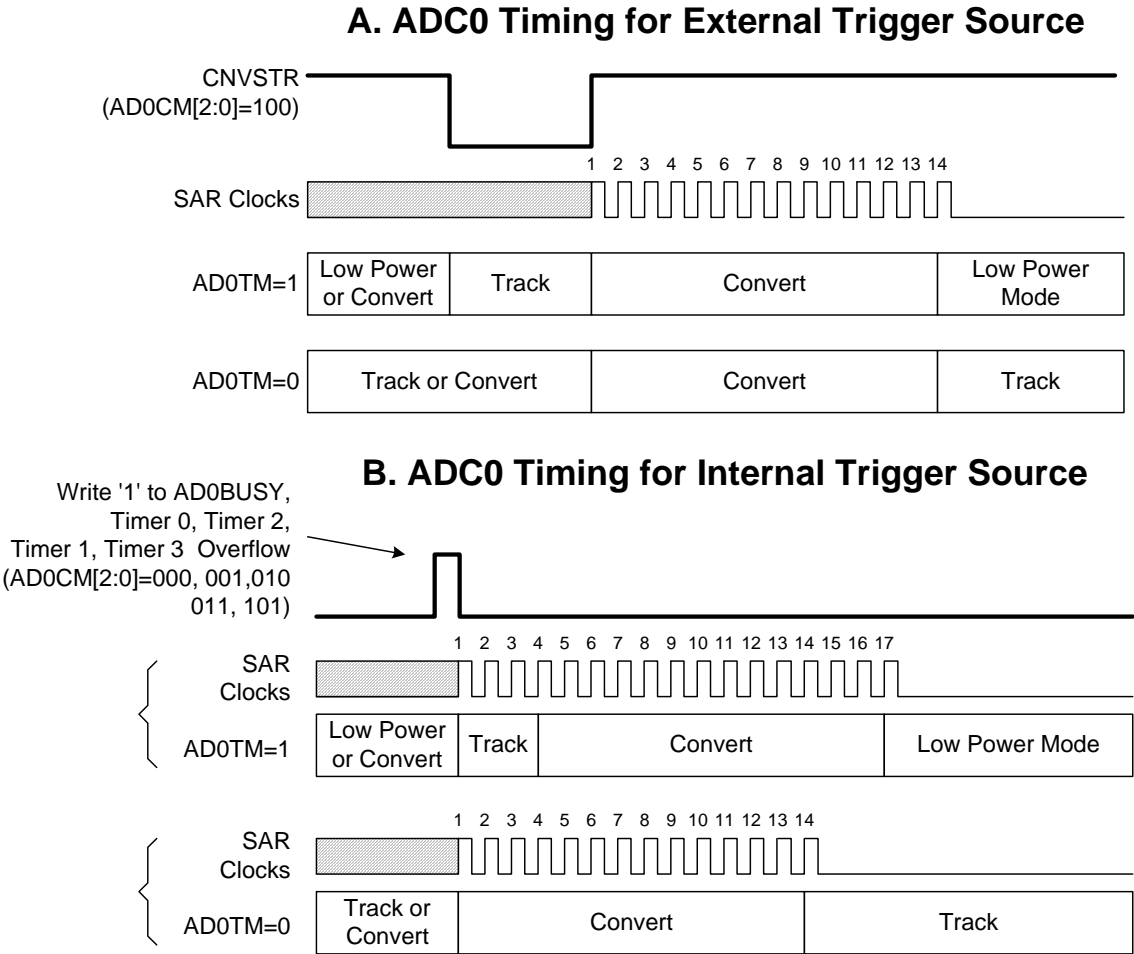 A. ADC0 Timing for External Trigger Source
CNVSTR
(AD0CM[2:0]=100)
1 2 3 4 5 6 7 8 9 10 11 12 13 14
SAR Clocks
AD0TM=1
Low Power
or Convert
Track
Convert
Low Power
Mode
AD0TM=0
Track or Convert
Convert
Track
B. ADC0 Timing for Internal Trigger Source
Write '1' to AD0BUSY,
Timer 0, Timer 2,
Timer 1, Timer 3 Overflow
(AD0CM[2:0]=000, 001,010
011, 101)
1 2 3 4 5 6 7 8 9 10 11 12 13 14 15 16 17
SAR
Clocks
AD0TM=1
Low Power
or Convert
Track
Convert
Low Power Mode
1 2 3 4 5 6 7 8 9 10 11 12 13 14
SAR
Clocks
AD0TM=0
Track or
Convert
Convert
Track